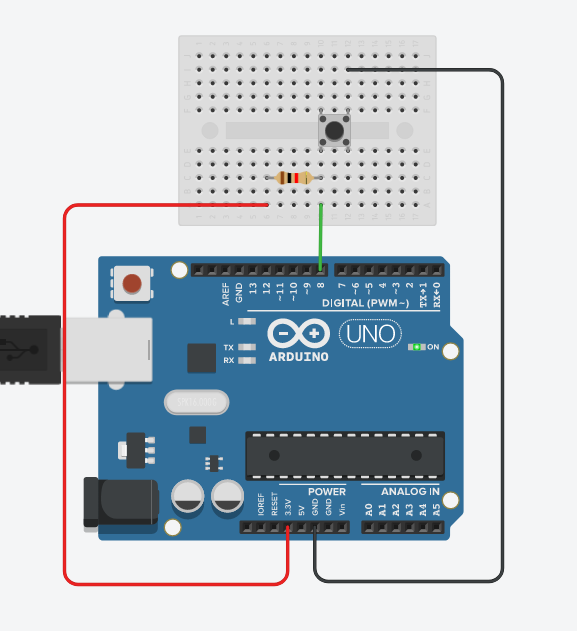 AREF
GND
13
12
~11
~10
~9
8
7
~6
~5
4
~3
2
TX→1
RX←0
DIGITAL (PWM~)
L
TX
RX
ARDUINO
UNO
ON
IOREF
RESET
3.3V
5V
GND
GND
Vin
POWER
ANALOG IN
A0
A1
A2
A3
A4
A5